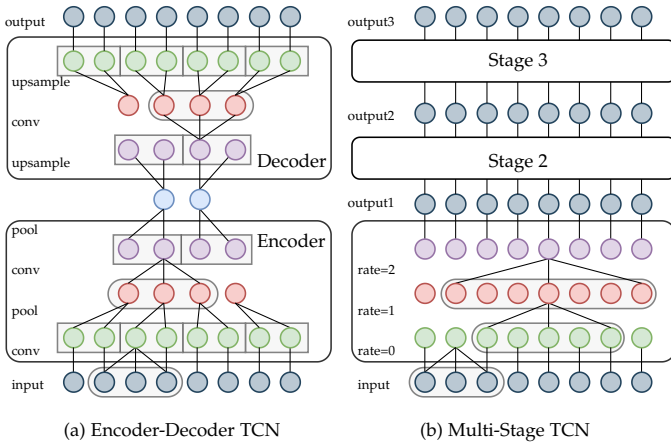 output
upsample
conv
upsample
Decoder
pool
Encoder
conv
pool
conv
input
(a) Encoder-Decoder TCN
output3
Stage 3
output2
Stage 2
output1
rate=2
rate=1
rate=0
input
(b) Multi-Stage TCN